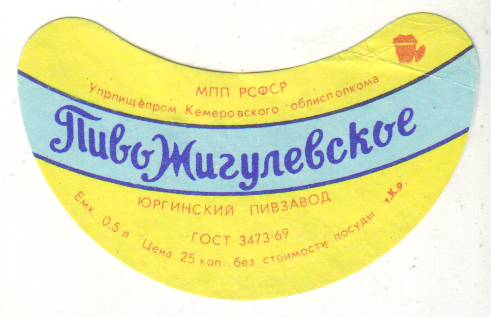 МПП РСФСР
Упрпищепром Кемеровского облисполкома
Пиво Жигулевское
ЮРГИНСКИЙ ПИВЗАВОД
ГОСТ 3473-69
Емк. 0.5 л Цена 25 коп. без стоимости посуды т.К.р.